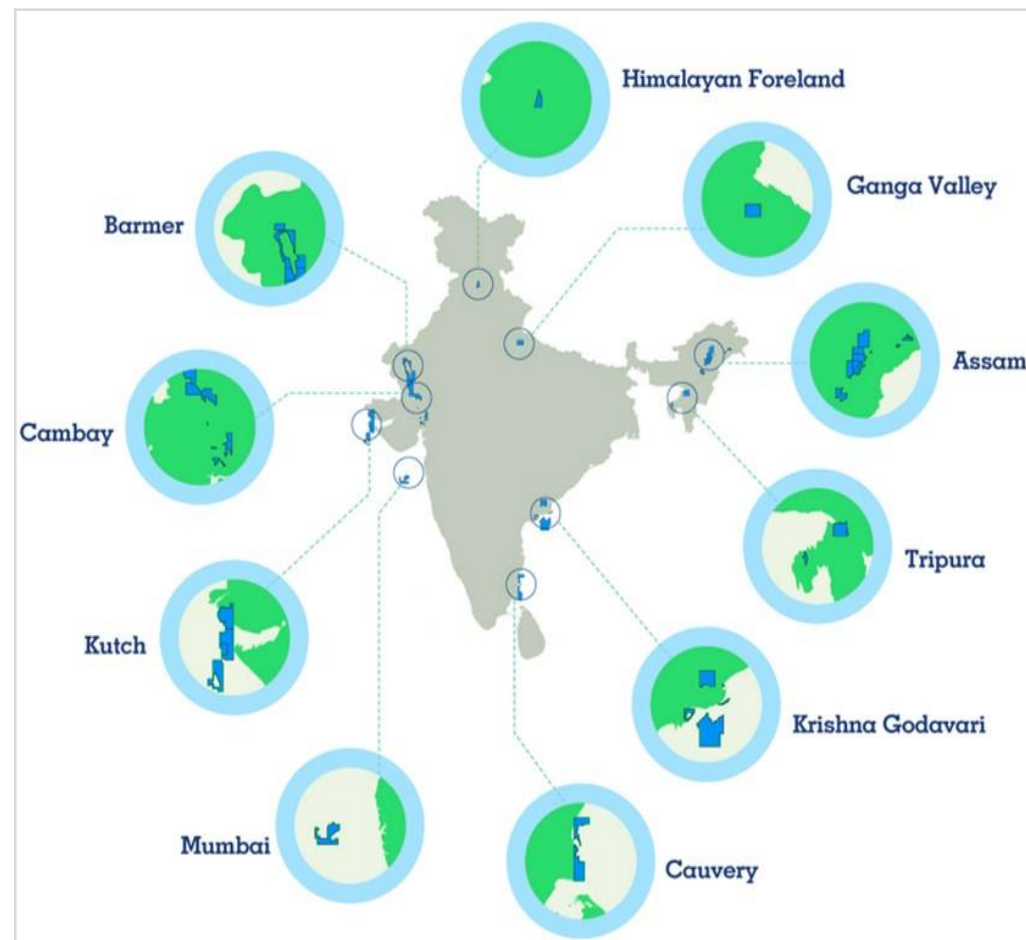 Himalayan Foreland
Ganga Valley
Barmer
Assam
Cambay
Tripura
Kutch
Krishna Godavari
Mumbai
Cauvery